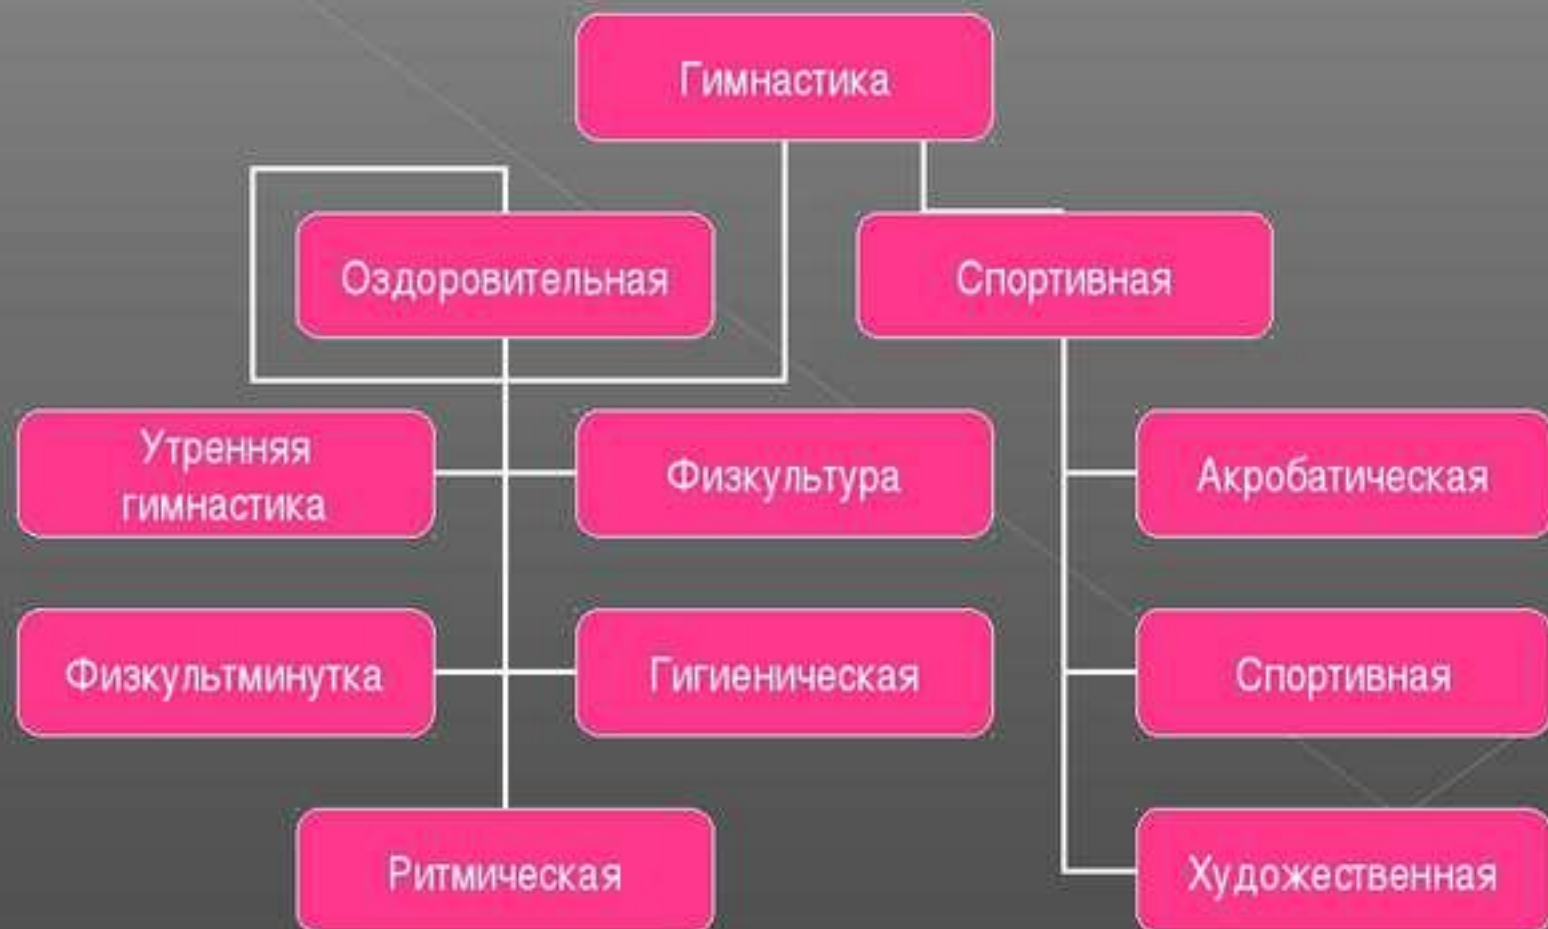 Гимнастика
Оздоровительная
Спортивная
Утренняя
гимнастика
Физкультура
Акробатическая
Физкультминутка
Гигиеническая
Спортивная
Ритмическая
Художественная